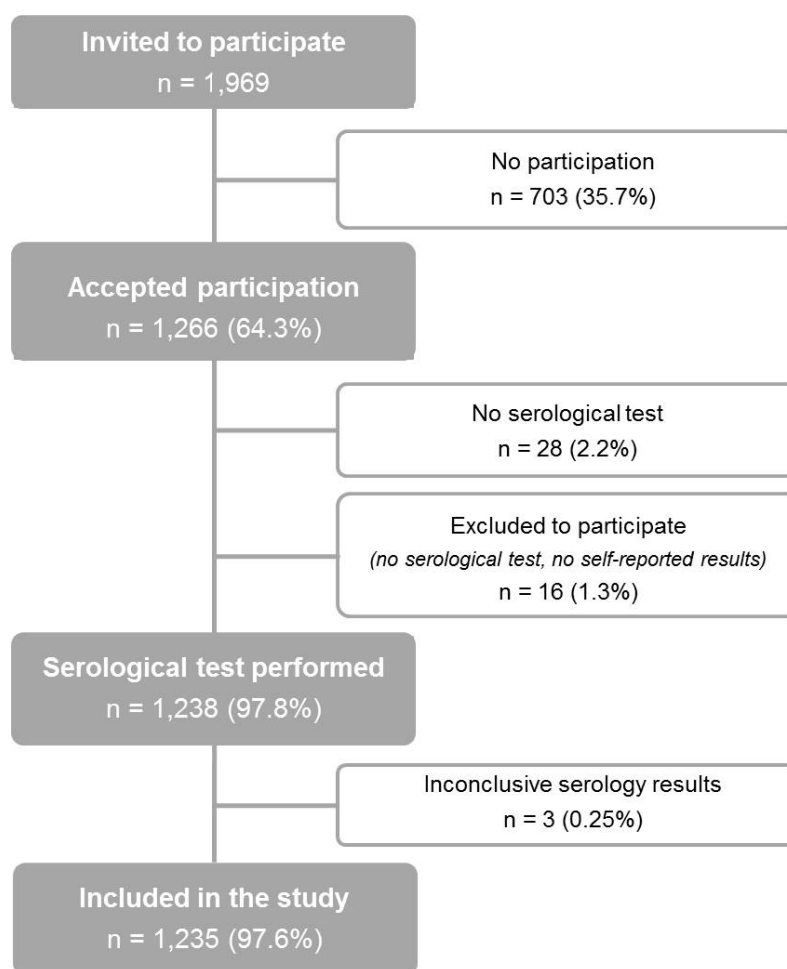 Invited to participate
n = 1,969
No participation
n = 703 (35.7%)
Accepted participation
n = 1,266 (64.3%)
No serological test
n = 28 (2.2%)
Excluded to participate
(no serological test, no self-reported results)
n = 16 (1.3%)
Serological test performed
n = 1,238 (97.8%)
Inconclusive serology results
n = 3 (0.25%)
Included in the study
n = 1,235 (97.6%)